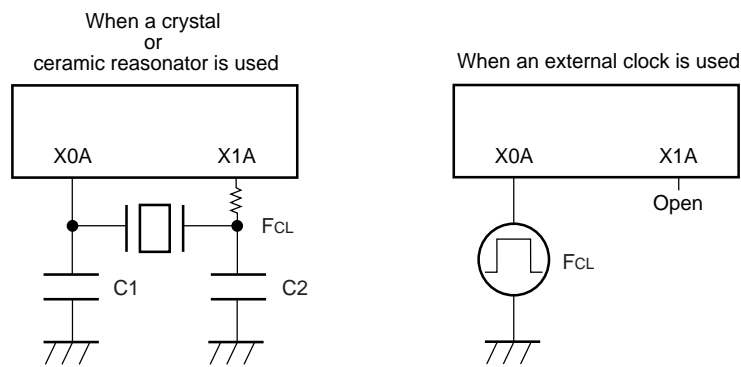 When a crystal
or
ceramic reasonator is used
X0A
X1A
FCL
C1
C2
When an external clock is used
X0A
X1A
Open
FCL